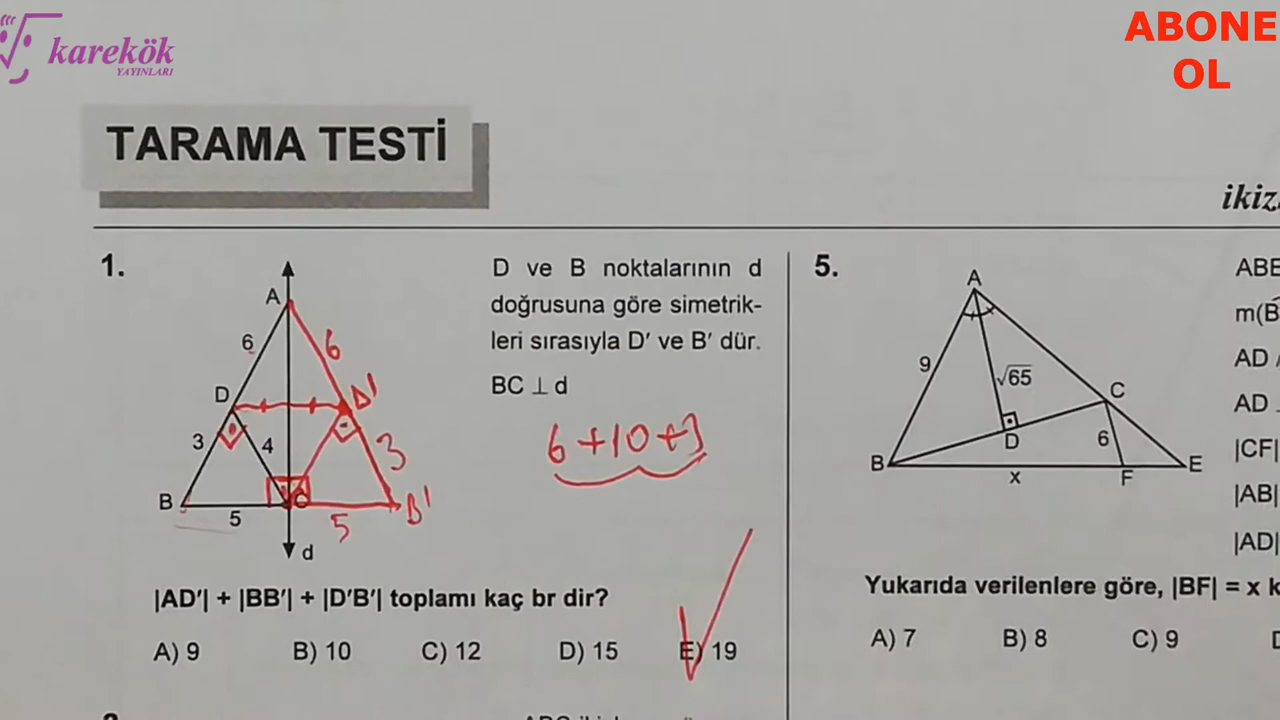 karekök
YAYINLARI
ABONE
OL
TARAMA TESTİ
1.
A
6
6
D
D'
3
4
3
B
5
C
5
B'
d
D ve B noktalarının d
doğrusuna göre simetrik-
leri sırasıyla D′ ve B′ dür.
BC ⊥ d
6+10+3
|AD′| + |BB′| + |D′B′| toplamı kaç br dir?
A) 9 B) 10 C) 12 D) 15 E) 19
5.
A
9
√65
C
D
6
B
x
F
E
Yukarıda verilenlere göre, |BF| = x k
A) 7 B) 8 C) 9
ikiz
ABE
m(B
AD
AD
|CF|
|AB|
|AD|